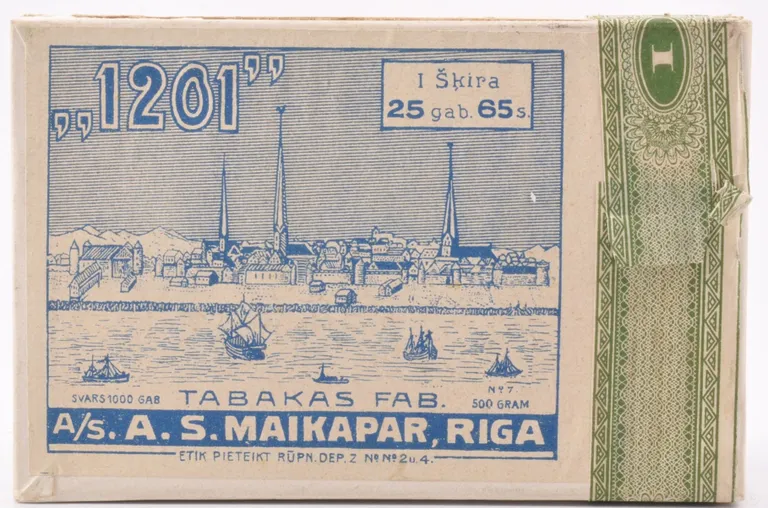 „1201”
I Šķira
25 gab. 65 s.
SVARS 1000 GAB
TABAKAS FAB.
Nº 7
500 GRAM
A/s. A. S. MAIKAPAR, RIGA
ETIK PIETEIKT RŪPN. DEP. Z Nº Nº 2 u. 4.
I